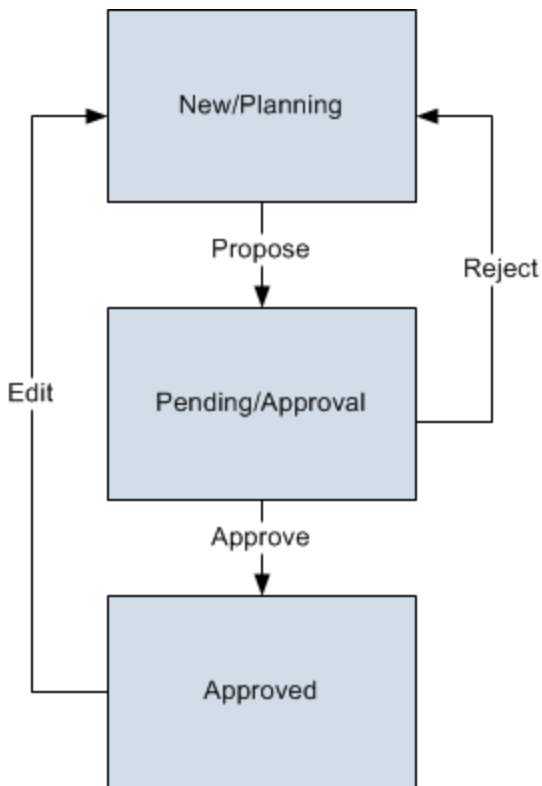 New/Planning
Propose
Reject
Edit
Pending/Approval
Approve
Approved